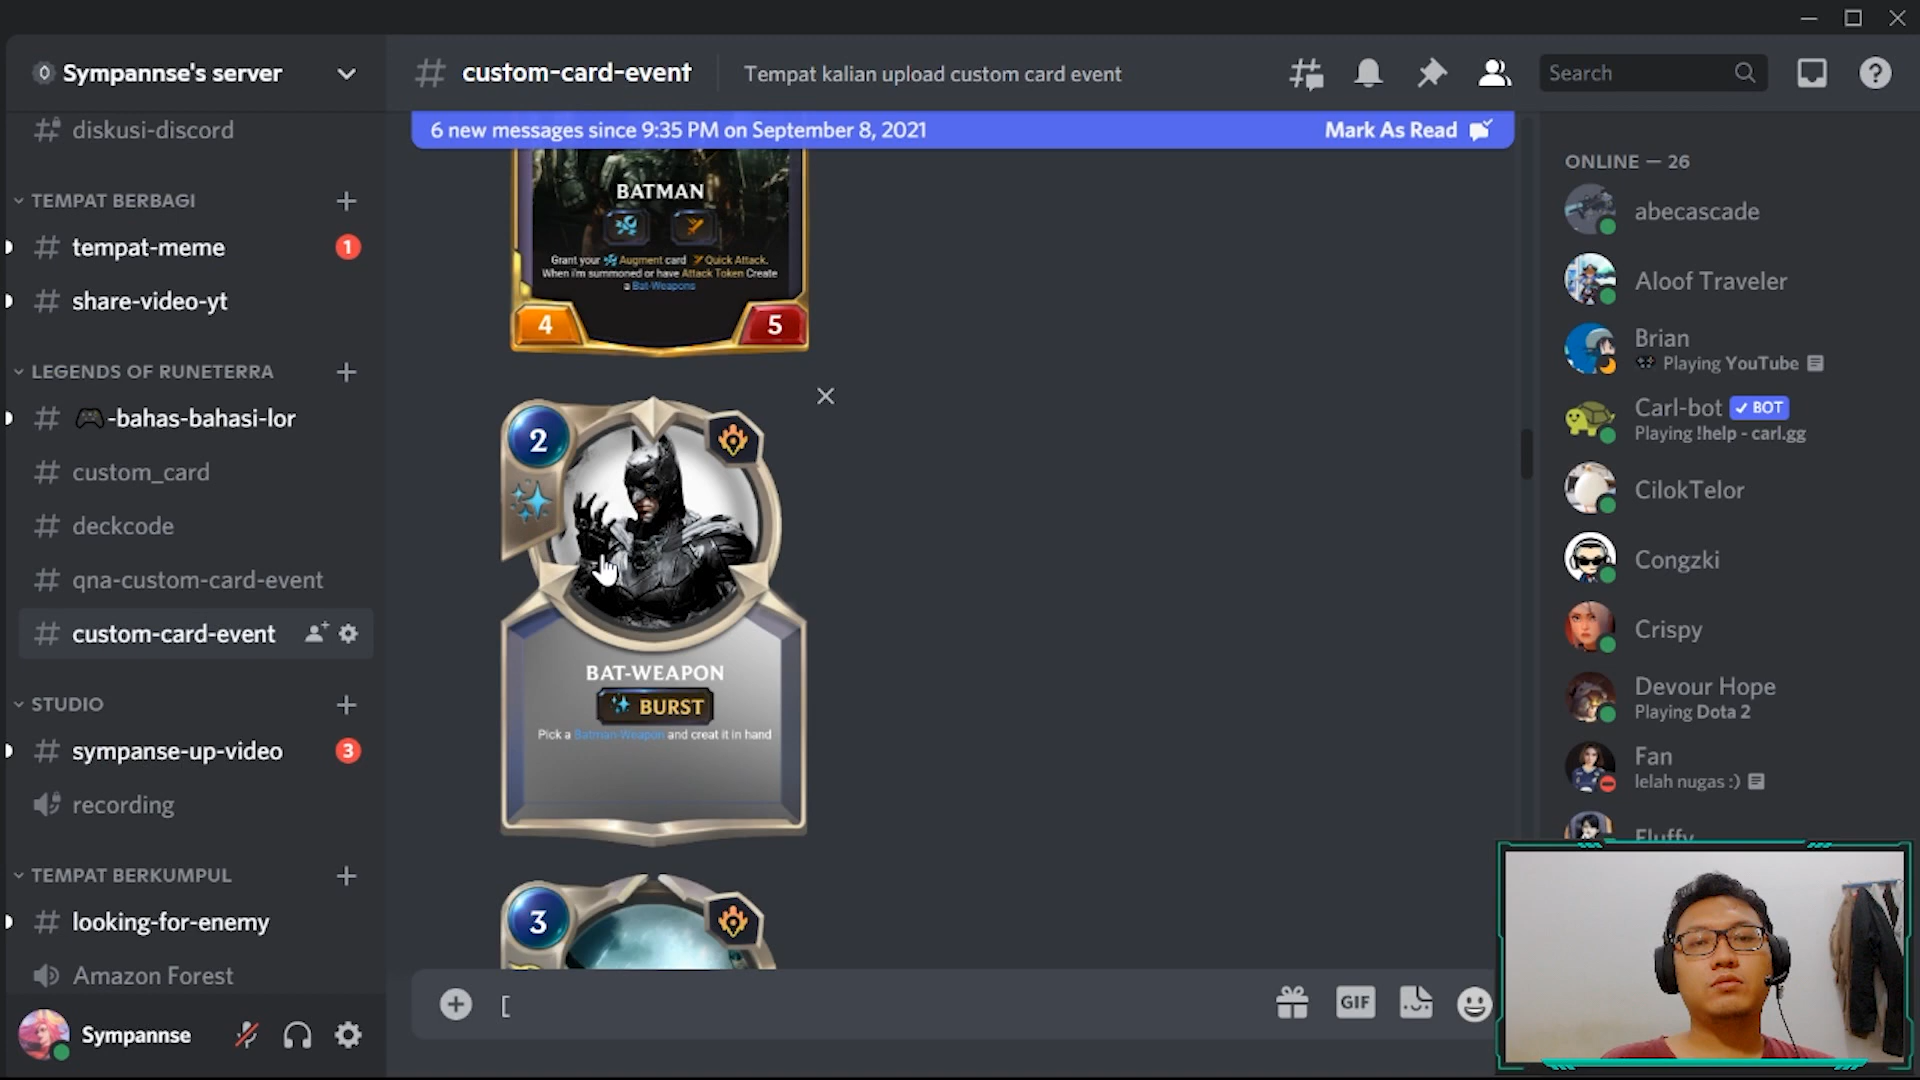 Sympannse's server
diskusi-discord
TEMPAT BERBAGI
tempat-meme
1
share-video-yt
LEGENDS OF RUNETERRA
-bahas-bahasi-lor
custom_card
deckcode
qna-custom-card-event
custom-card-event
STUDIO
sympanse-up-video
3
recording
TEMPAT BERKUMPUL
looking-for-enemy
Amazon Forest
Sympannse
custom-card-event
Tempat kalian upload custom card event
Search
6 new messages since 9:35 PM on September 8, 2021
Mark As Read
BATMAN
Grant your Augment card Quick Attack.
When i'm summoned or have Attack Token Create
a Bat-Weapons
4
5
2
BAT-WEAPON
BURST
Pick a Batman-Weapon and creat it in hand
3
[
GIF
ONLINE — 26
abecascade
Aloof Traveler
Brian
Playing YouTube
Carl-bot ✓ BOT
Playing !help - carl.gg
CilokTelor
Congzki
Crispy
Devour Hope
Playing Dota 2
Fan
lelah nugas :)
Fluffy